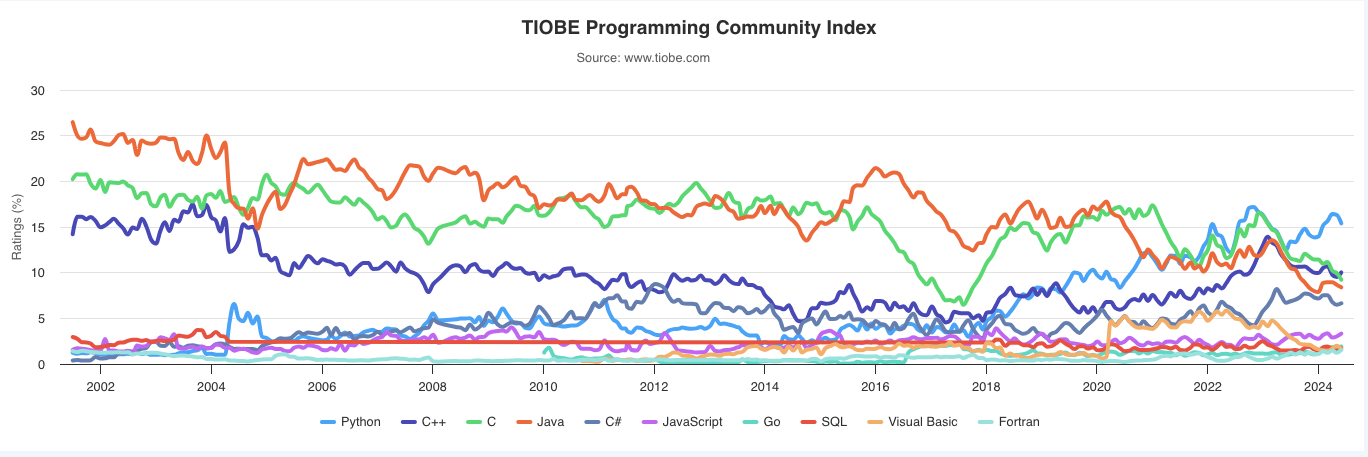 TIOBE Programming Community Index
Source: www.tiobe.com
Ratings (%)
30
25
20
15
10
5
0
2002 2004 2006 2008 2010 2012 2014 2016 2018 2020 2022 2024
Python C++ C Java C# JavaScript Go SQL Visual Basic Fortran